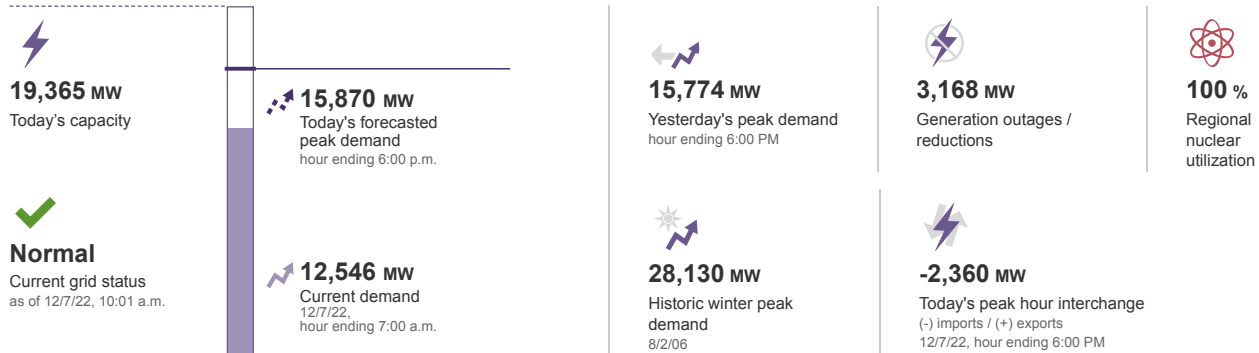 19,365 MW
Today's capacity
Normal
Current grid status
as of 12/7/22, 10:01 a.m.
15,870 MW
Today's forecasted
peak demand
hour ending 6:00 p.m.
12,546 MW
Current demand
12/7/22,
hour ending 7:00 a.m.
15,774 MW
Yesterday's peak demand
hour ending 6:00 PM
3,168 MW
Generation outages /
reductions
100 %
Regional
nuclear
utilization
28,130 MW
Historic winter peak
demand
8/2/06
-2,360 MW
Today's peak hour interchange
(-) imports / (+) exports
12/7/22, hour ending 6:00 PM